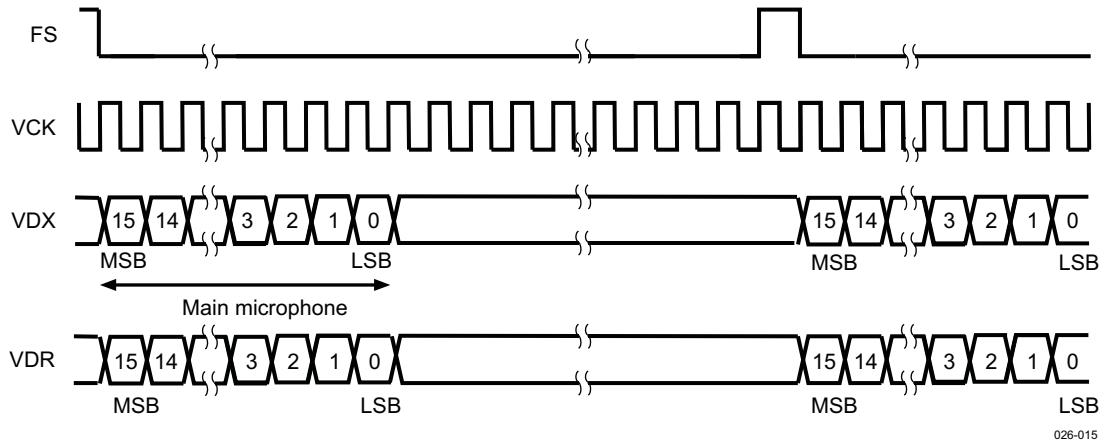 FS
VCK
VDX 15 14 3 2 1 0 15 14 3 2 1 0
MSB LSB MSB LSB
Main microphone
VDR 15 14 3 2 1 0 15 14 3 2 1 0
MSB LSB MSB LSB
026-015